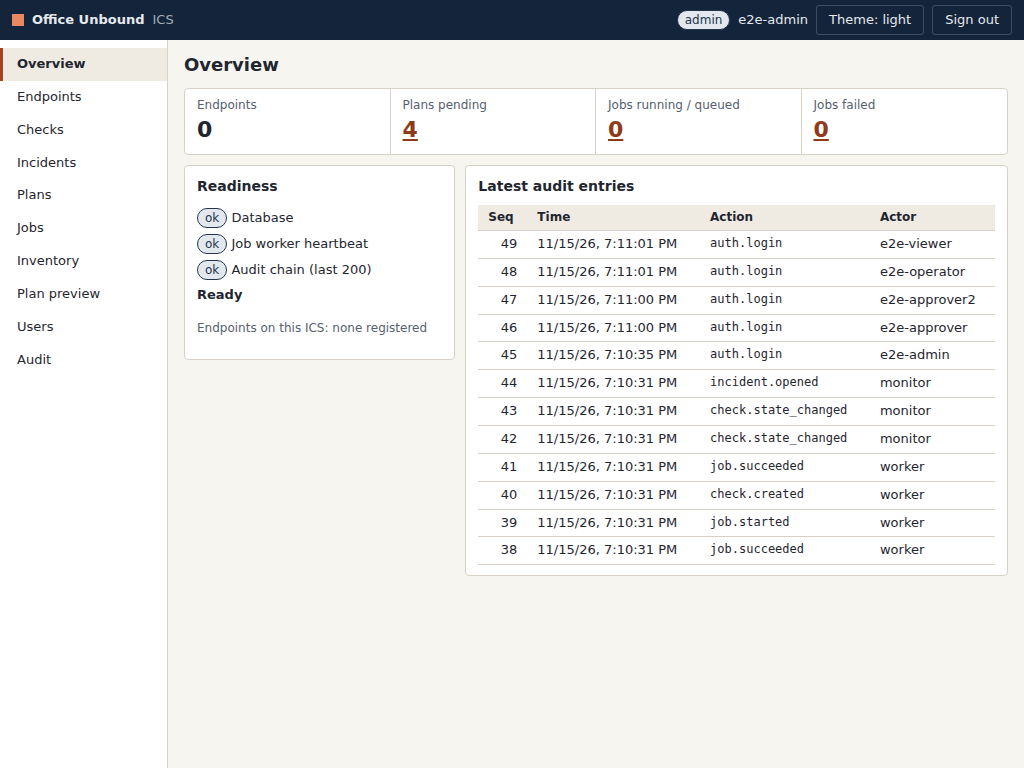 Office Unbound ICS admin e2e-admin Theme: light Sign out
Overview
Endpoints
Checks
Incidents
Plans
Jobs
Inventory
Plan preview
Users
Audit
Overview
Endpoints
0
Plans pending
4
Jobs running / queued
0
Jobs failed
0
Readiness
ok Database
ok Job worker heartbeat
ok Audit chain (last 200)
Ready
Endpoints on this ICS: none registered
Latest audit entries
Seq Time Action Actor
49 11/15/26, 7:11:01 PM auth.login e2e-viewer
48 11/15/26, 7:11:01 PM auth.login e2e-operator
47 11/15/26, 7:11:00 PM auth.login e2e-approver2
46 11/15/26, 7:11:00 PM auth.login e2e-approver
45 11/15/26, 7:10:35 PM auth.login e2e-admin
44 11/15/26, 7:10:31 PM incident.opened monitor
43 11/15/26, 7:10:31 PM check.state_changed monitor
42 11/15/26, 7:10:31 PM check.state_changed monitor
41 11/15/26, 7:10:31 PM job.succeeded worker
40 11/15/26, 7:10:31 PM check.created worker
39 11/15/26, 7:10:31 PM job.started worker
38 11/15/26, 7:10:31 PM job.succeeded worker